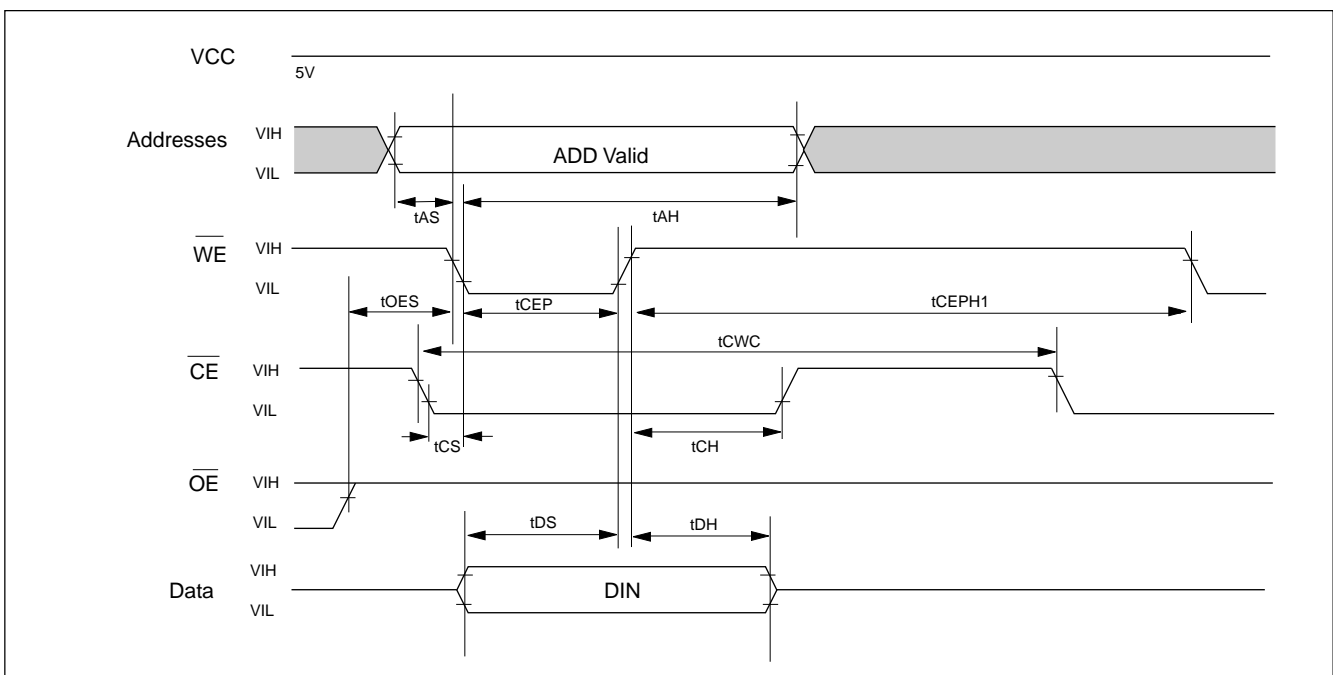 VCC
5V
Addresses
VIH
VIL
ADD Valid
tAS
tAH
WE
VIH
VIL
tOES
tCEP
tCEPH1
tCWC
CE
VIH
VIL
tCS
tCH
OE
VIH
VIL
tDS
tDH
Data
VIH
VIL
DIN